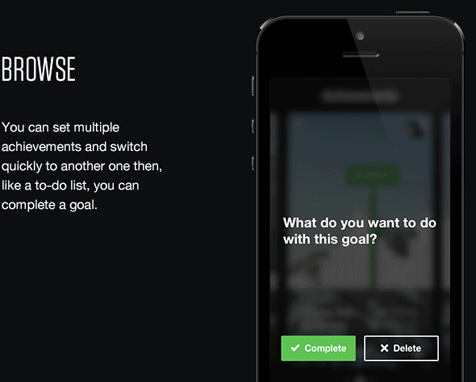 BROWSE
You can set multiple
achievements and switch
quickly to another one then,
like a to-do list, you can
complete a goal.
What do you want to do
with this goal?
Complete
Delete